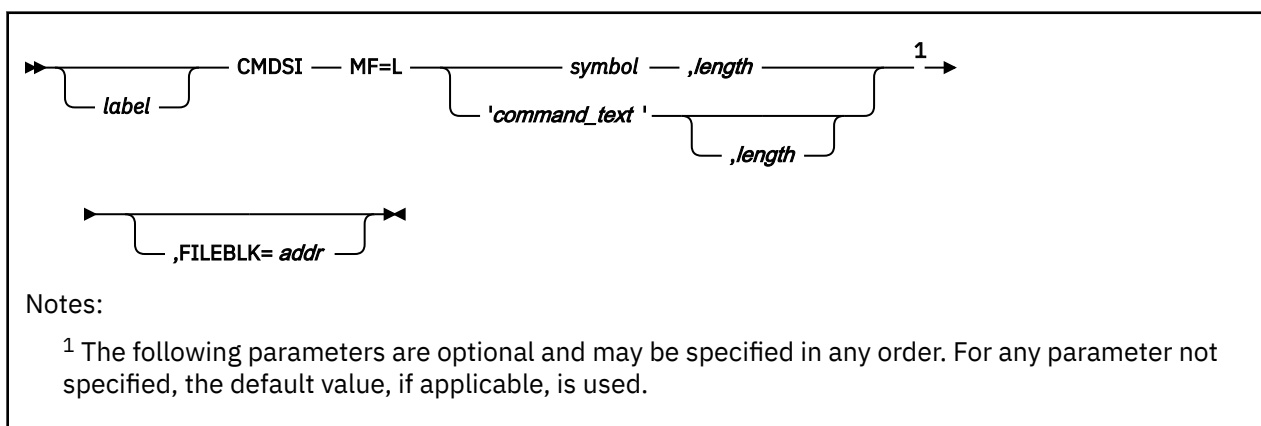 CMDSI MF=L symbol ,length 1
label 'command_text '
,length
,FILEBLK= addr
Notes:
1 The following parameters are optional and may be specified in any order. For any parameter not
specified, the default value, if applicable, is used.